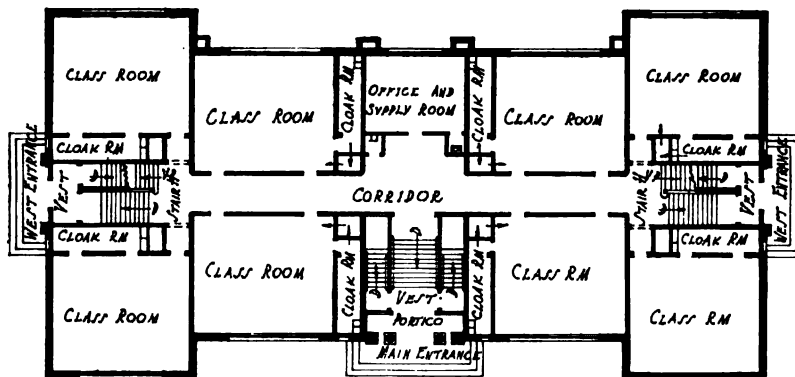 CLASS ROOM
CLASS ROOM
CLOAK RM
OFFICE AND
SUPPLY ROOM
CLOAK RM
CLASS ROOM
CLASS ROOM
CLOAK RM
CLOAK RM
WEST ENTRANCE
VEST
D
D
STAIR H
CORRIDOR
STAIR H
D
VEST
WEST ENTRANCE
CLOAK RM
CLOAK RM
CLASS ROOM
CLASS ROOM
CLOAK RM
D
D
D
VEST.
PORTICO
MAIN ENTRANCE
CLOAK RM
CLASS RM
CLASS RM